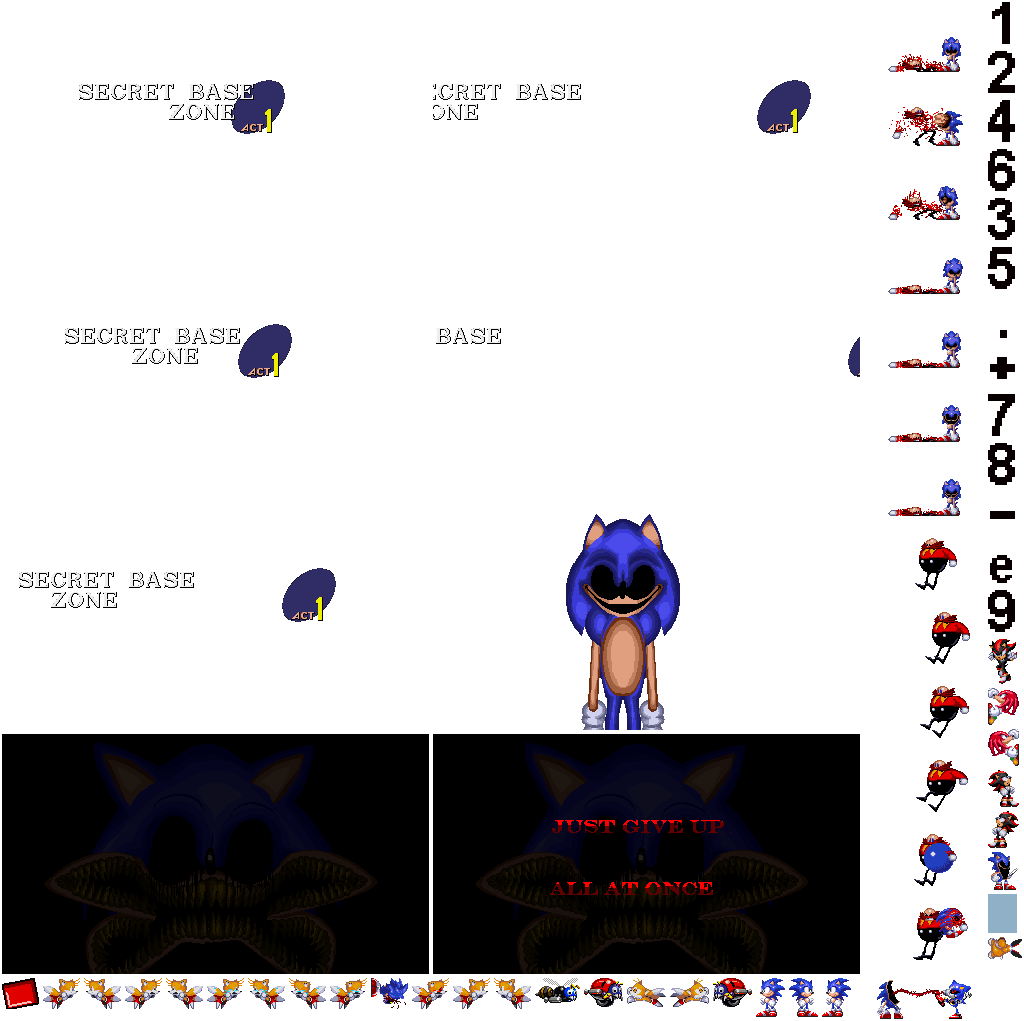 SECRET BASE
ZONE
ACT 1
CRET BASE
ONE
ACT 1
SECRET BASE
ZONE
ACT 1
BASE
SECRET BASE
ZONE
ACT 1
JUST GIVE UP.
ALL AT ONCE
1
2
4
6
3
5
.
+
7
8
-
e
9